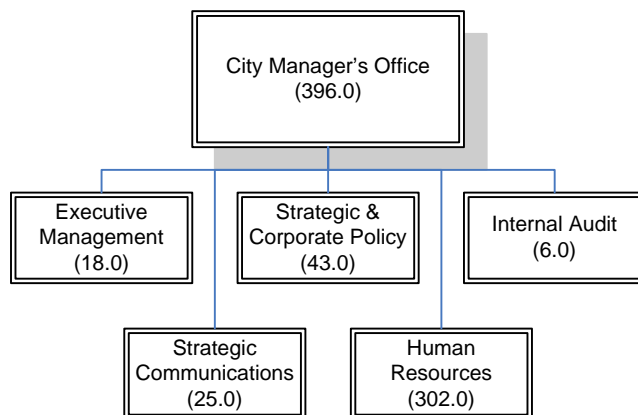 City Manager’s Office
(396.0)
Executive
Management
(18.0)
Strategic &
Corporate Policy
(43.0)
Internal Audit
(6.0)
Strategic
Communications
(25.0)
Human
Resources
(302.0)